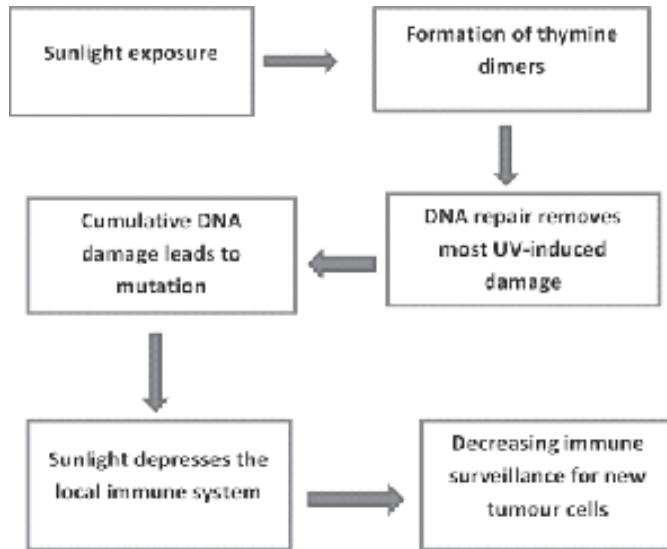 Sunlight exposure
Formation of thymine
dimers
DNA repair removes
most UV-induced
damage
Cumulative DNA
damage leads to
mutation
Sunlight depresses the
local immune system
Decreasing immune
surveillance for new
tumour cells